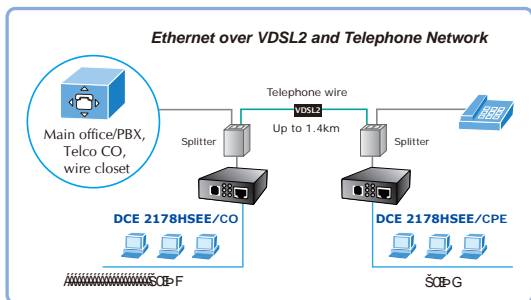 Ethernet over VDSL2 and Telephone Network
Telephone wire
VDSL2
Up to 1.4km
Main office/PBX,
Telco CO,
wire closet
Splitter
Splitter
DCE 2178HSEE/CO
DCE 2178HSEE/CPE